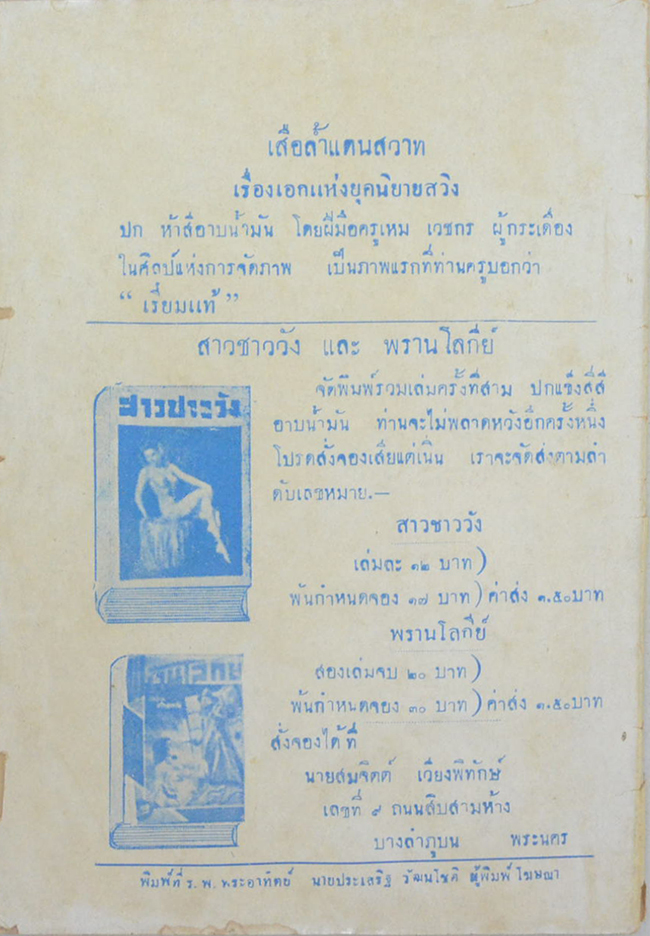 เสือลำแดนสวาท
เรื่องเอกแห่งยุคนิยายสวิง
ปก ห้าสีอาบน้ำมัน โดยฝีมือครูเหม เวชกร ผู้กระเดื่อง
ในศิลป์แห่งการจัดภาพ เป็นภาพแรกที่ท่านครูบอกว่า
“ เรี่ยมแท้ ”
สาวชาววัง และ พรานโลกีย์
สาวชาววัง
จัดพิมพ์รวมเล่มครั้งที่สาม ปกแข็งสี่สี
อาบน้ำมัน ท่านจะไม่พลาดหวังอีกครั้งหนึ่ง
โปรดสั่งจองเสียแต่เนิ่น เราจะจัดส่งตามลำ
ดับเลขหมาย.—
สาวชาววัง
เล่มละ ๑๒ บาท )
พ้นกำหนดจอง ๑๗ บาท ) ค่าส่ง ๑.๕๐บาท
พรานโลกีย์
สองเล่มจบ ๒๐ บาท )
พ้นกำหนดจอง ๓๐ บาท ) ค่าส่ง ๑.๕๐บาท
สั่งจองได้ที่
นายสมจิตต์ เวียงพิทักษ์
เลขที่ ๙ ถนนสิบสามห้าง
บางลำภูบน พระนคร
พิมพ์ที่ ร. พ. พระอาทิตย์ นายประเสริฐ วัฒนโชติ ผู้พิมพ์ โฆษณา